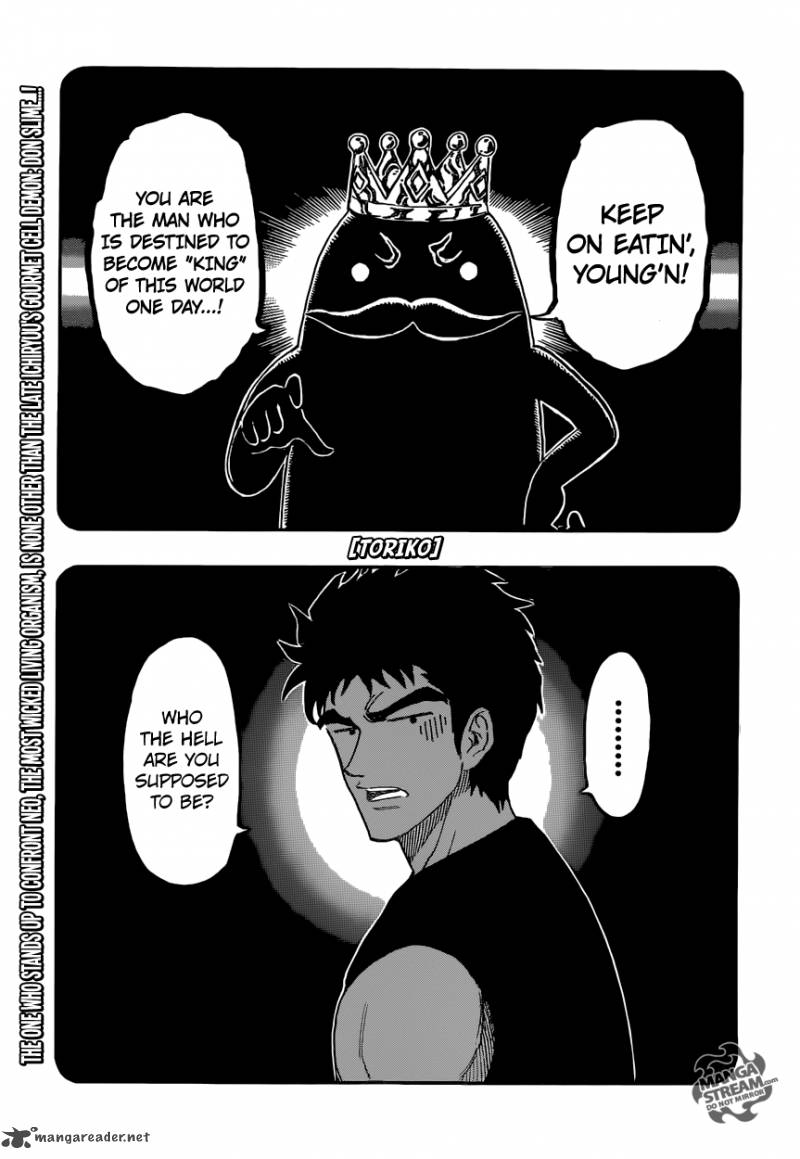 THE ONE WHO STANDS UP TO CONFRONT NEO, THE MOST WICKED LIVING ORGANISM, IS NONE OTHER THAN THE LATE ICHIRYUU'S GOURMET CELL DEMON: DON SLIME...!
KEEP
ON EATIN',
YOUNG'N!
YOU ARE
THE MAN WHO
IS DESTINED TO
BECOME "KING"
OF THIS WORLD
ONE DAY...!
[TORIKO]
.........
WHO
THE HELL
ARE YOU
SUPPOSED
TO BE?
MANGA
STREAM.com
DO NOT MIRROR
mangareader.net